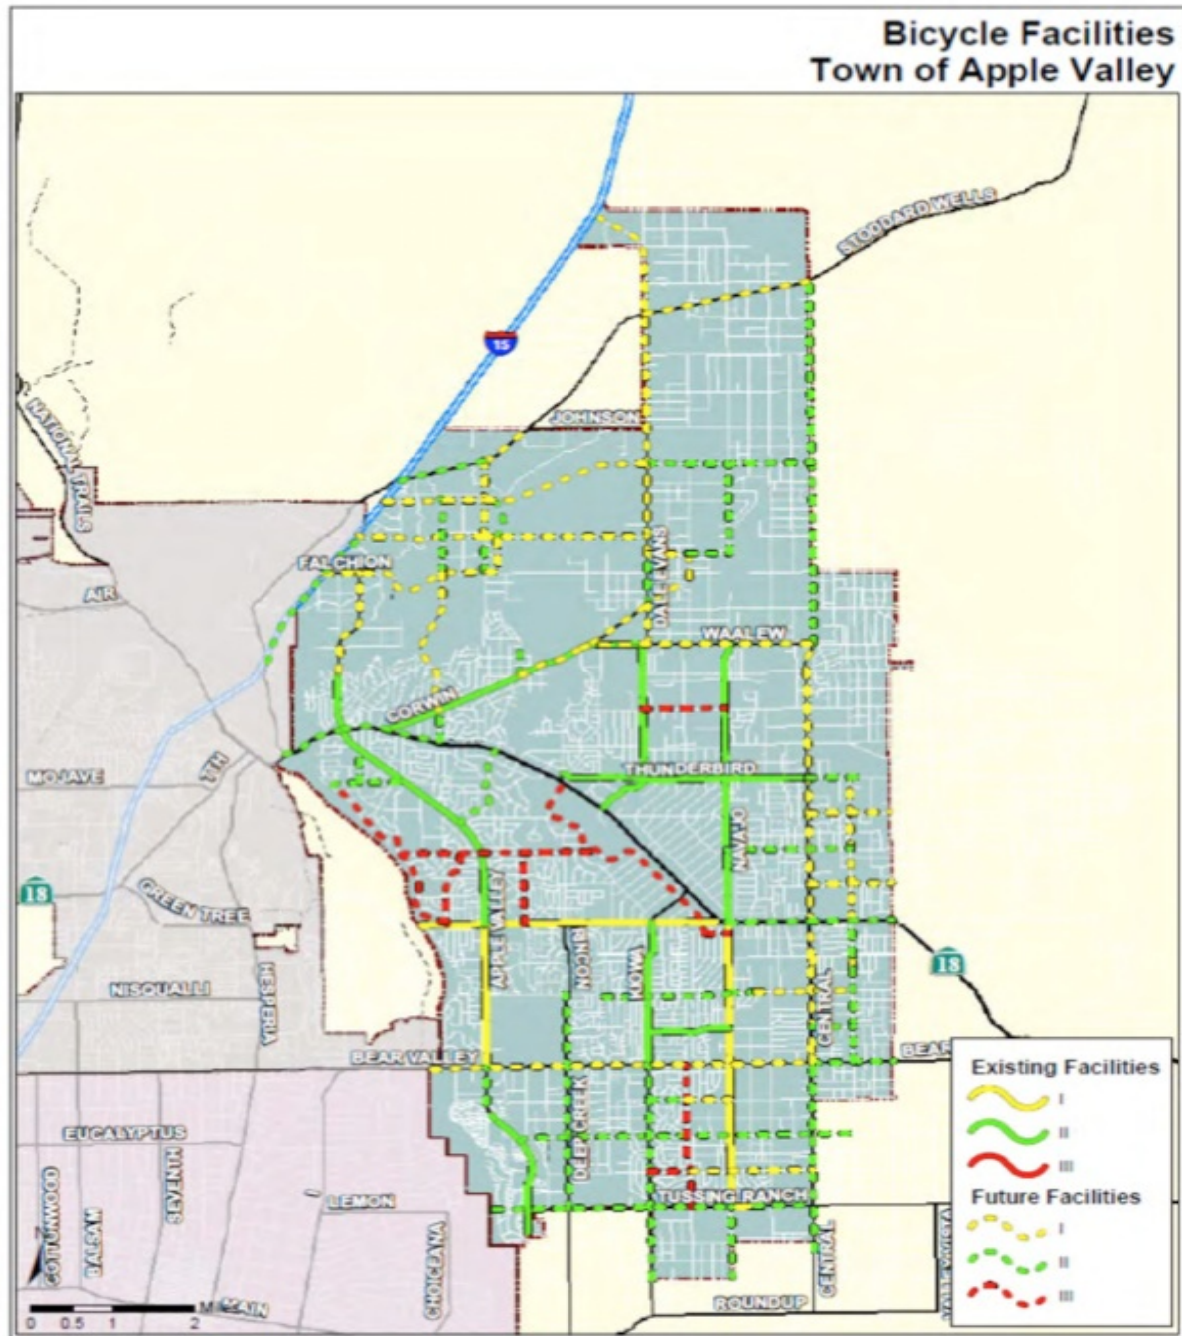 Bicycle Facilities
Town of Apple Valley
STODDARD WELLS
15
JOHNSON
NATIONAL TRAILS
DALE EVANS
FALCHION
AIR
WAALEW
CORWIN
7TH
MOJAVE
THUNDERBIRD
NAVAJO
18
GREEN TREE
APPLE VALLEY
RINCON
KIOWA
18
HESPERIA
NISQUALLI
CENTRAL
BEAR VALLEY
BEAR
DEEP CREEK
EUCALYPTUS
SEVENTH
COTTONWOOD
BALSAM
LEMON
TUSSING RANCH
CHOICEANA
CENTRAL
MAIN
ROUNDUP
0 0.5 1 2
Existing Facilities
I
II
III
Future Facilities
I
II
III